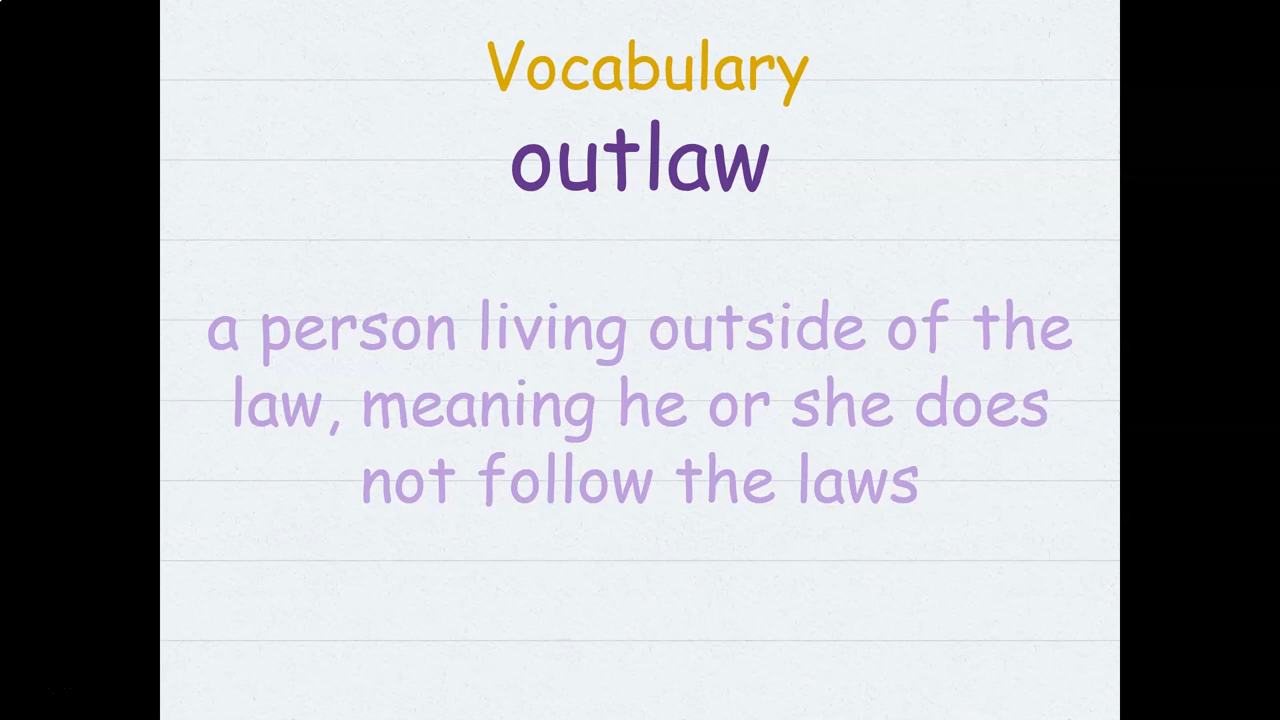 Vocabulary
outlaw
a person living outside of the
law, meaning he or she does
not follow the laws